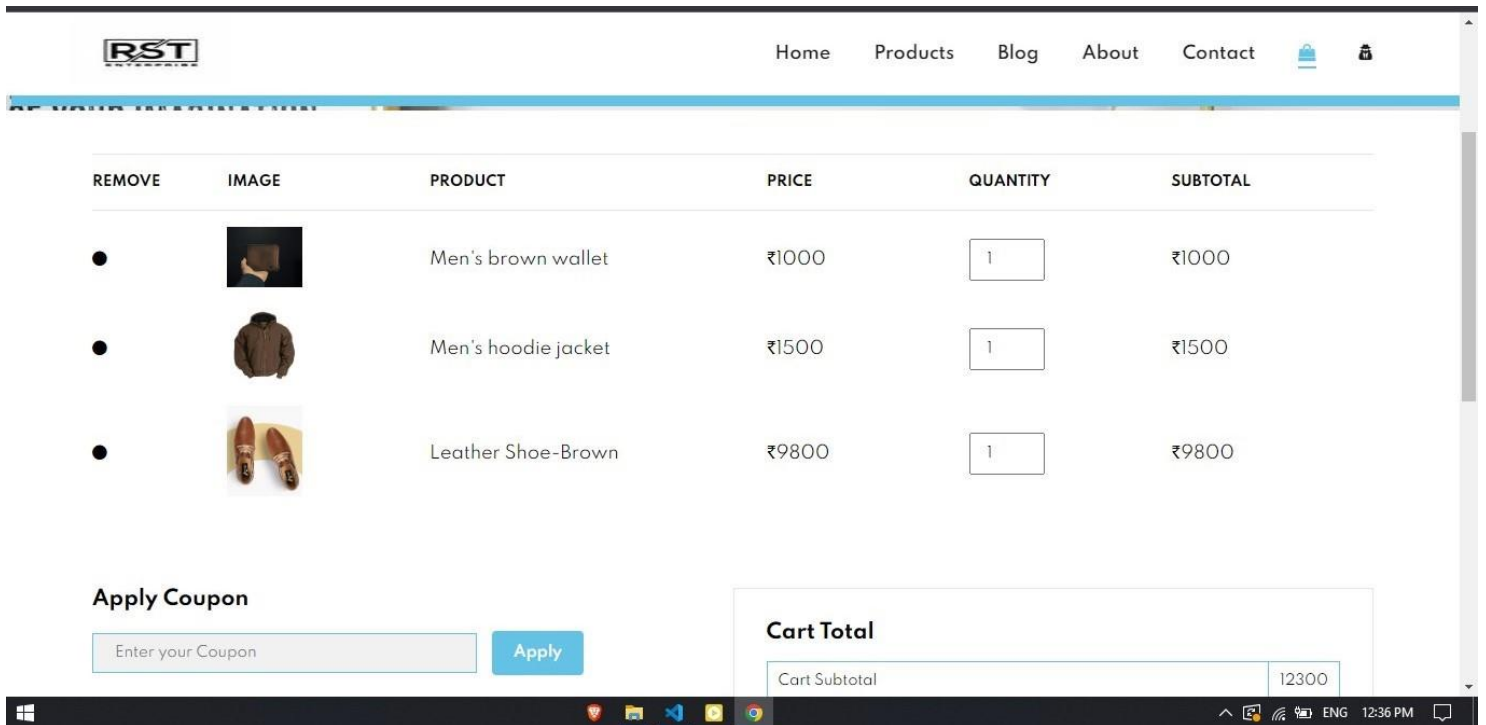 RST
ENTERPRISE
Home Products Blog About Contact
REMOVE IMAGE PRODUCT PRICE QUANTITY SUBTOTAL
Men's brown wallet ₹1000 1 ₹1000
Men's hoodie jacket ₹1500 1 ₹1500
Leather Shoe-Brown ₹9800 1 ₹9800
Apply Coupon
Enter your Coupon Apply
Cart Total
Cart Subtotal 12300
ENG 12:36 PM